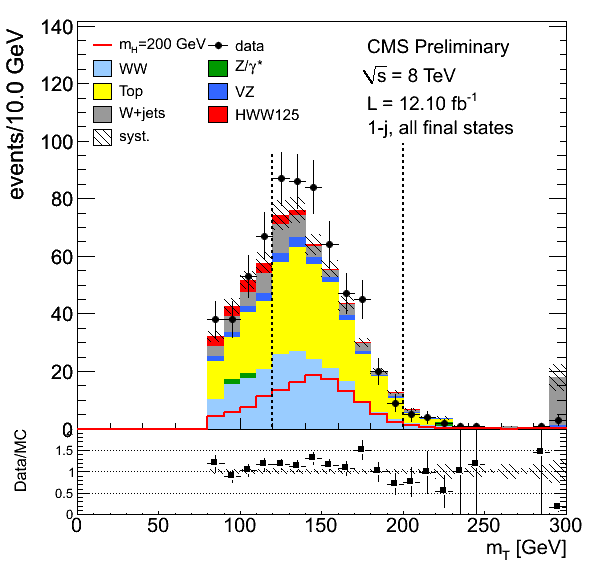 events/10.0 GeV
140
120
100
80
60
40
20
0
m_H=200 GeV
data
WW
Z/γ*
Top
VZ
W+jets
HWW125
syst.
CMS Preliminary
√s = 8 TeV
L = 12.10 fb⁻¹
1-j, all final states
Data/MC
2
1.5
1
0.5
0
0 50 100 150 200 250 300
m_T [GeV]